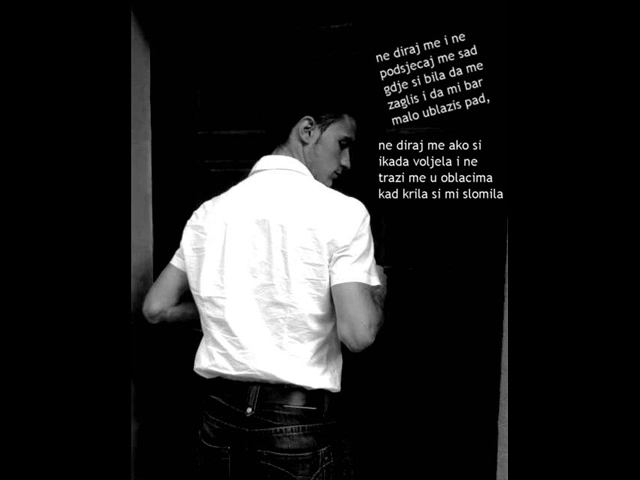 ne diraj me i ne
podsjecaj me sad
gdje si bila da me
zaglis i da mi bar
malo ublazis pad,
ne diraj me ako si
ikada voljela i ne
trazi me u oblacima
kad krila si mi slomila